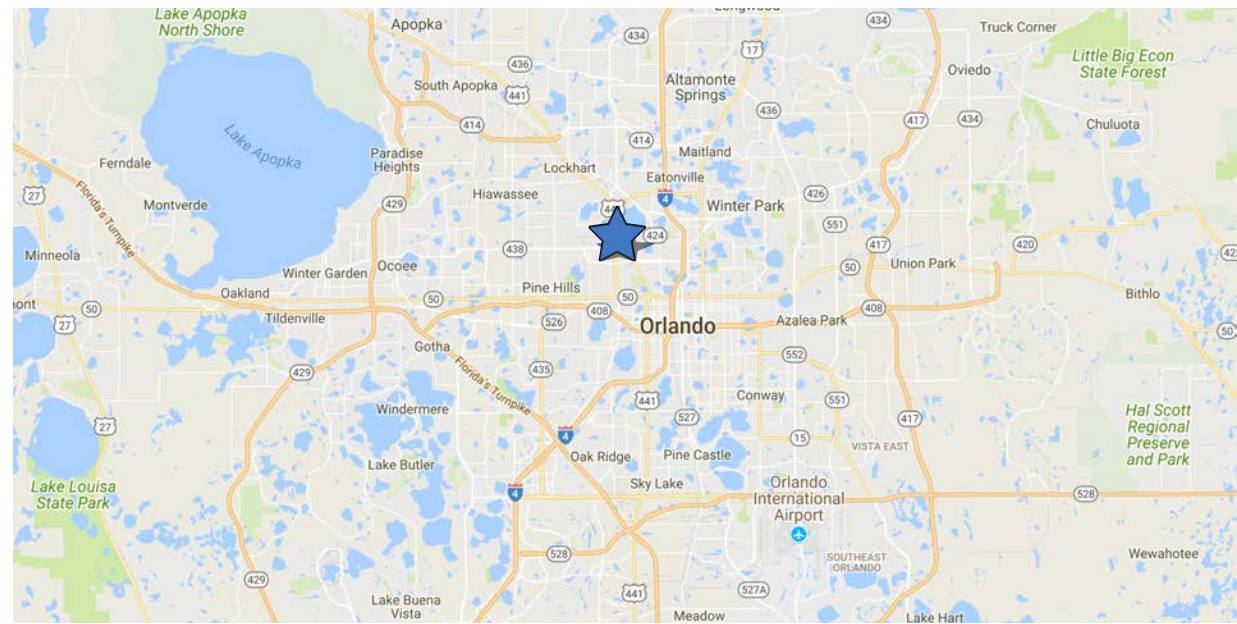 Lake Apopka
North Shore
Apopka
434
434
Truck Corner
17
Little Big Econ
State Forest
436
Oviedo
South Apopka
441
Altamonte
Springs
436
417
434
Chuluota
414
414
Lake Apopka
Paradise
Heights
Maitland
Ferndale
Lockhart
Eatonville
27
Florida's Turnpike
Montverde
429
Hiawassee
4
Winter Park
426
551
424
438
417
420
Minneola
Winter Garden
Ocoee
50
Union Park
Pine Hills
Oakland
50
50
Bithlo
50
Tildenville
408
408
27
526
Orlando
Azalea Park
50
Gotha
552
429
Florida's Turnpike
435
441
Conway
551
Windermere
527
417
Hal Scott
Regional
Preserve
and Park
27
4
15
VISTA EAST
Oak Ridge
Pine Castle
Lake Butler
Lake Louisa
State Park
4
Sky Lake
Orlando
International
Airport
528
528
SOUTHEAST
ORLANDO
Wewahotee
429
441
527A
Lake Buena
Vista
Meadow
Lake Hart